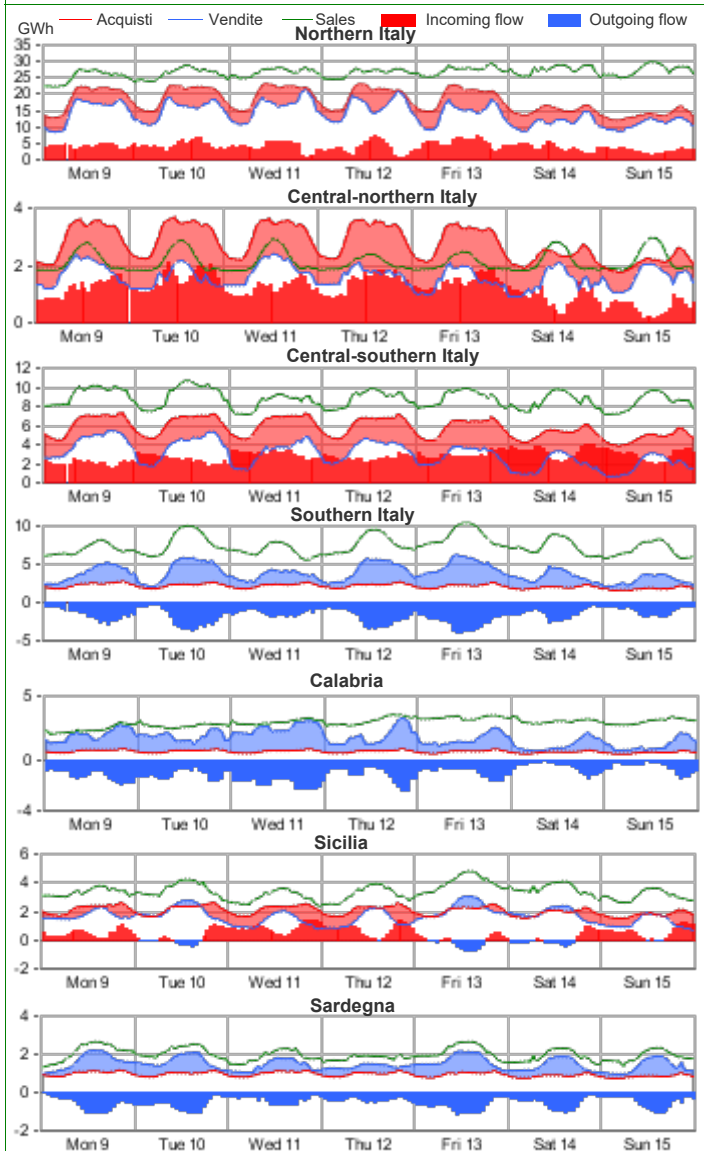 Acquisti Vendite Sales Incoming flow Outgoing flow
GWh
Northern Italy
35
30
25
20
15
10
5
0
Mon 9 Tue 10 Wed 11 Thu 12 Fri 13 Sat 14 Sun 15
Central-northern Italy
4
2
0
Mon 9 Tue 10 Wed 11 Thu 12 Fri 13 Sat 14 Sun 15
Central-southern Italy
12
10
8
6
4
2
0
Mon 9 Tue 10 Wed 11 Thu 12 Fri 13 Sat 14 Sun 15
Southern Italy
10
5
0
-5
Mon 9 Tue 10 Wed 11 Thu 12 Fri 13 Sat 14 Sun 15
Calabria
5
0
-4
Mon 9 Tue 10 Wed 11 Thu 12 Fri 13 Sat 14 Sun 15
Sicilia
6
4
2
0
-2
Mon 9 Tue 10 Wed 11 Thu 12 Fri 13 Sat 14 Sun 15
Sardegna
4
2
0
-2
Mon 9 Tue 10 Wed 11 Thu 12 Fri 13 Sat 14 Sun 15